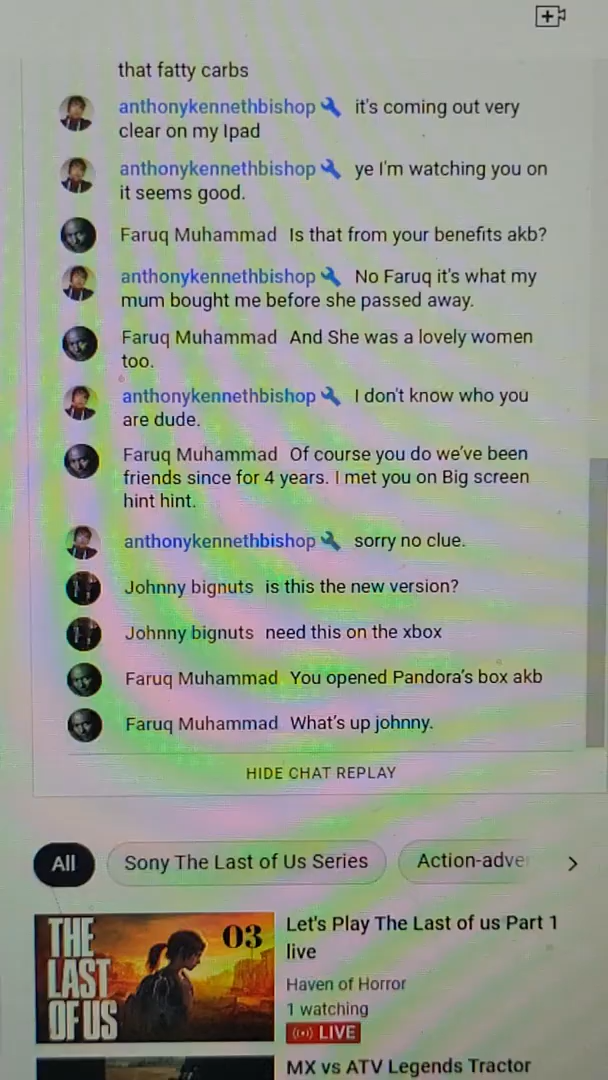 that fatty carbs
anthonykennethbishop it's coming out very
clear on my Ipad
anthonykennethbishop ye I'm watching you on
it seems good.
Faruq Muhammad Is that from your benefits akb?
anthonykennethbishop No Faruq it's what my
mum bought me before she passed away.
Faruq Muhammad And She was a lovely women
too.
anthonykennethbishop I don't know who you
are dude.
Faruq Muhammad Of course you do we've been
friends since for 4 years. I met you on Big screen
hint hint.
anthonykennethbishop sorry no clue.
Johnny bignuts is this the new version?
Johnny bignuts need this on the xbox
Faruq Muhammad You opened Pandora's box akb
Faruq Muhammad What's up johnny.
HIDE CHAT REPLAY
All Sony The Last of Us Series Action-adve
THE
LAST
OF US
03
Let's Play The Last of us Part 1
live
Haven of Horror
1 watching
LIVE
MX vs ATV Legends Tractor